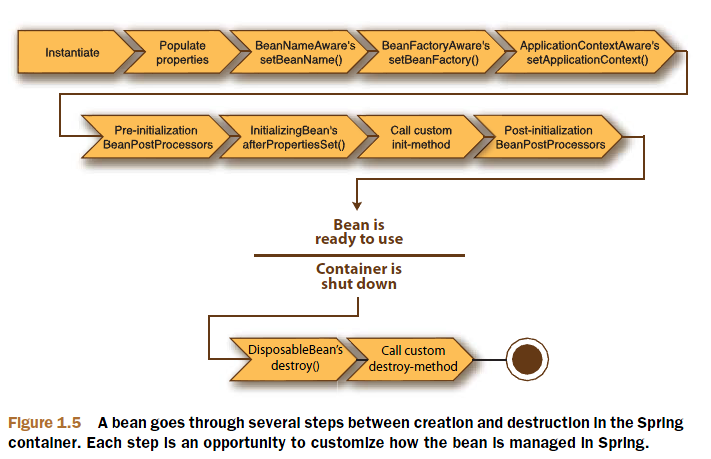 Instantiate
Populate
properties
BeanNameAware's
setBeanName()
BeanFactoryAware's
setBeanFactory()
ApplicationContextAware's
setApplicationContext()
Pre-initialization
BeanPostProcessors
InitializingBean's
afterPropertiesSet()
Call custom
init-method
Post-initialization
BeanPostProcessors
Bean is
ready to use
Container is
shut down
DisposableBean's
destroy()
Call custom
destroy-method
Figure 1.5 A bean goes through several steps between creation and destruction in the Spring
container. Each step is an opportunity to customize how the bean is managed in Spring.